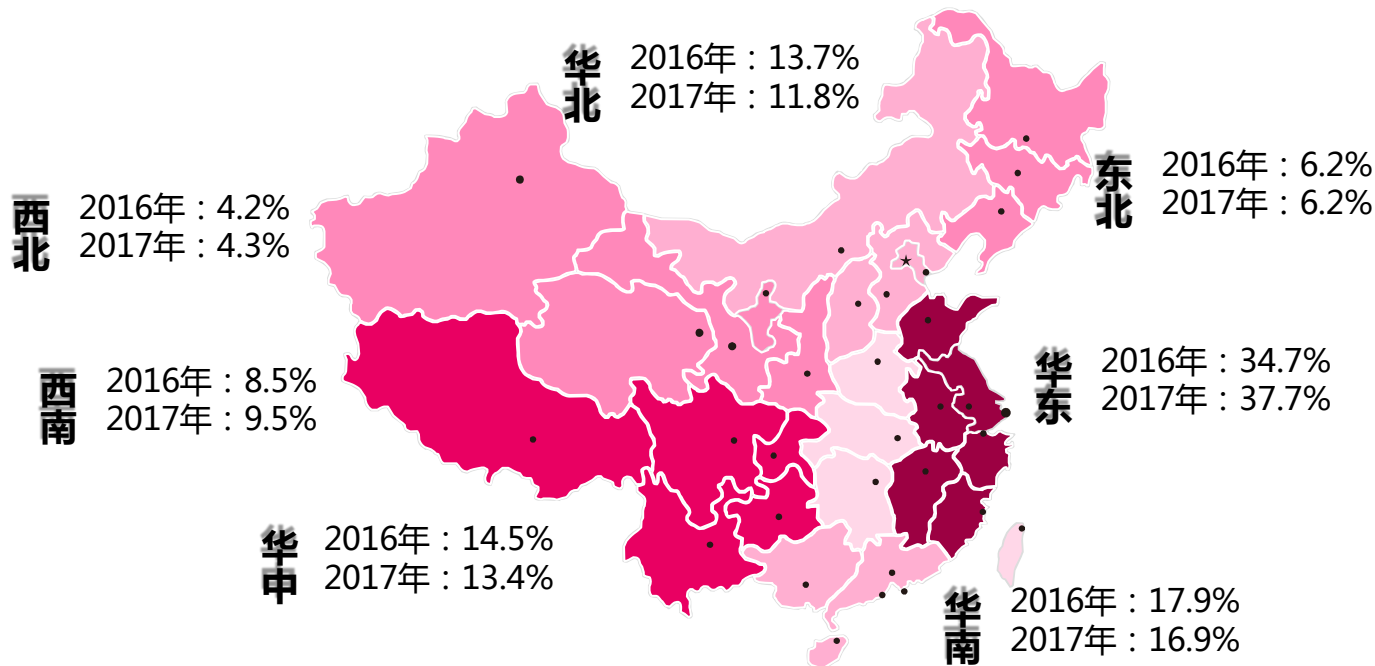 华北
2016年：13.7%
2017年：11.8%
东北
2016年：6.2%
2017年：6.2%
西北
2016年：4.2%
2017年：4.3%
西南
2016年：8.5%
2017年：9.5%
华东
2016年：34.7%
2017年：37.7%
华中
2016年：14.5%
2017年：13.4%
华南
2016年：17.9%
2017年：16.9%